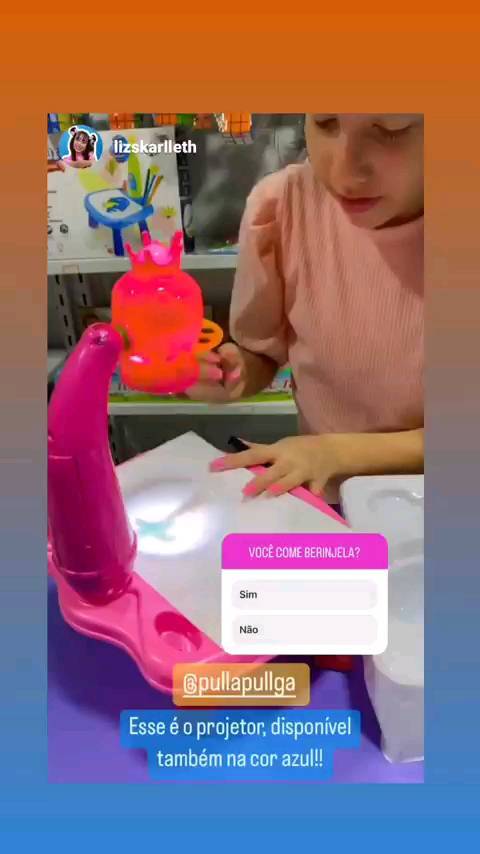 lizskarlleth
VOCÊ COME BERINJELA?
Sim
Não
@pullapullga
Esse é o projetor, disponível
também na cor azul!!